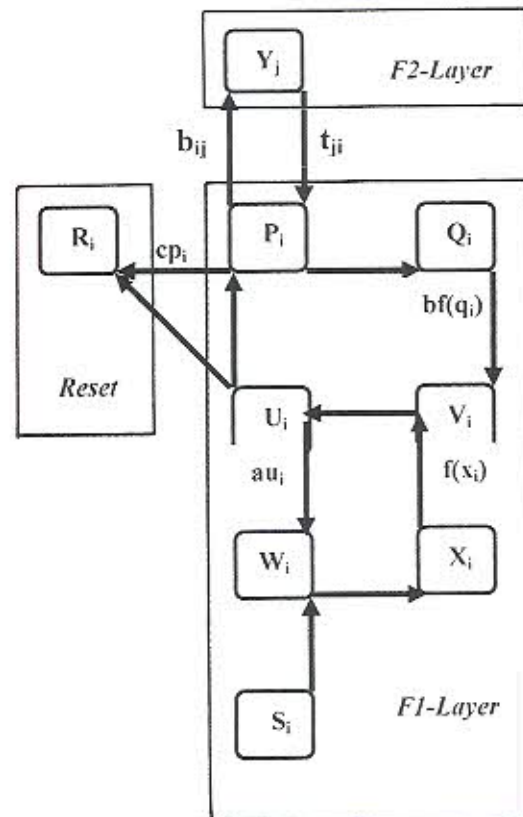 Yⱼ
F2-Layer
bᵢⱼ
tⱼᵢ
Rᵢ
cpᵢ
Pᵢ
Qᵢ
bf(qᵢ)
Reset
Uᵢ
Vᵢ
auᵢ
f(xᵢ)
Wᵢ
Xᵢ
Sᵢ
F1-Layer